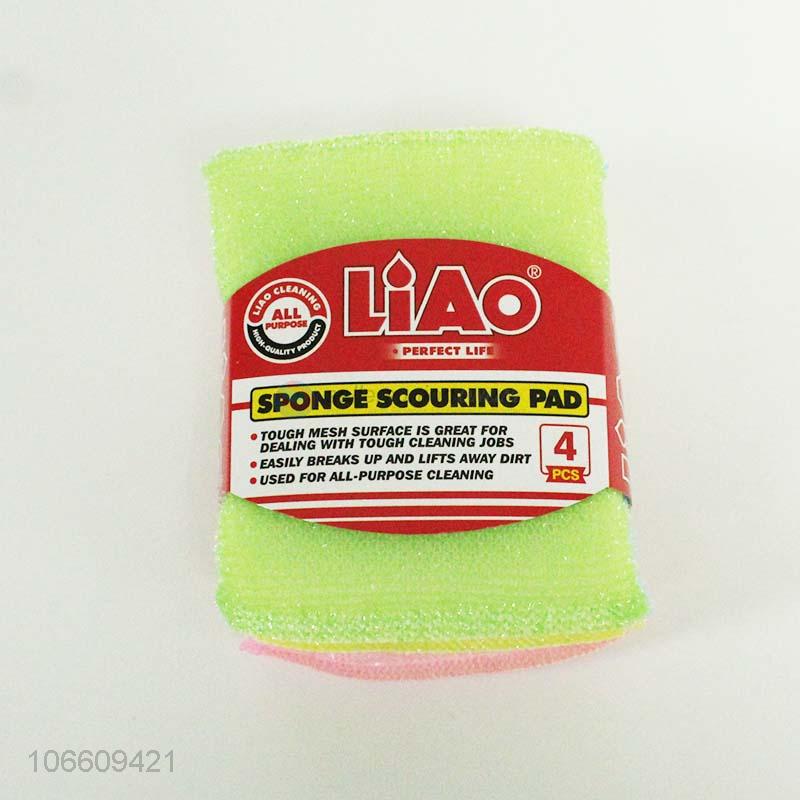 LiAO®
• PERFECT LIFE
LIAO CLEANING
ALL
PURPOSE
HIGH-QUALITY PRODUCT
SPONGE SCOURING PAD
• TOUGH MESH SURFACE IS GREAT FOR
DEALING WITH TOUGH CLEANING JOBS
• EASILY BREAKS UP AND LIFTS AWAY DIRT
• USED FOR ALL-PURPOSE CLEANING
4
PCS
106609421